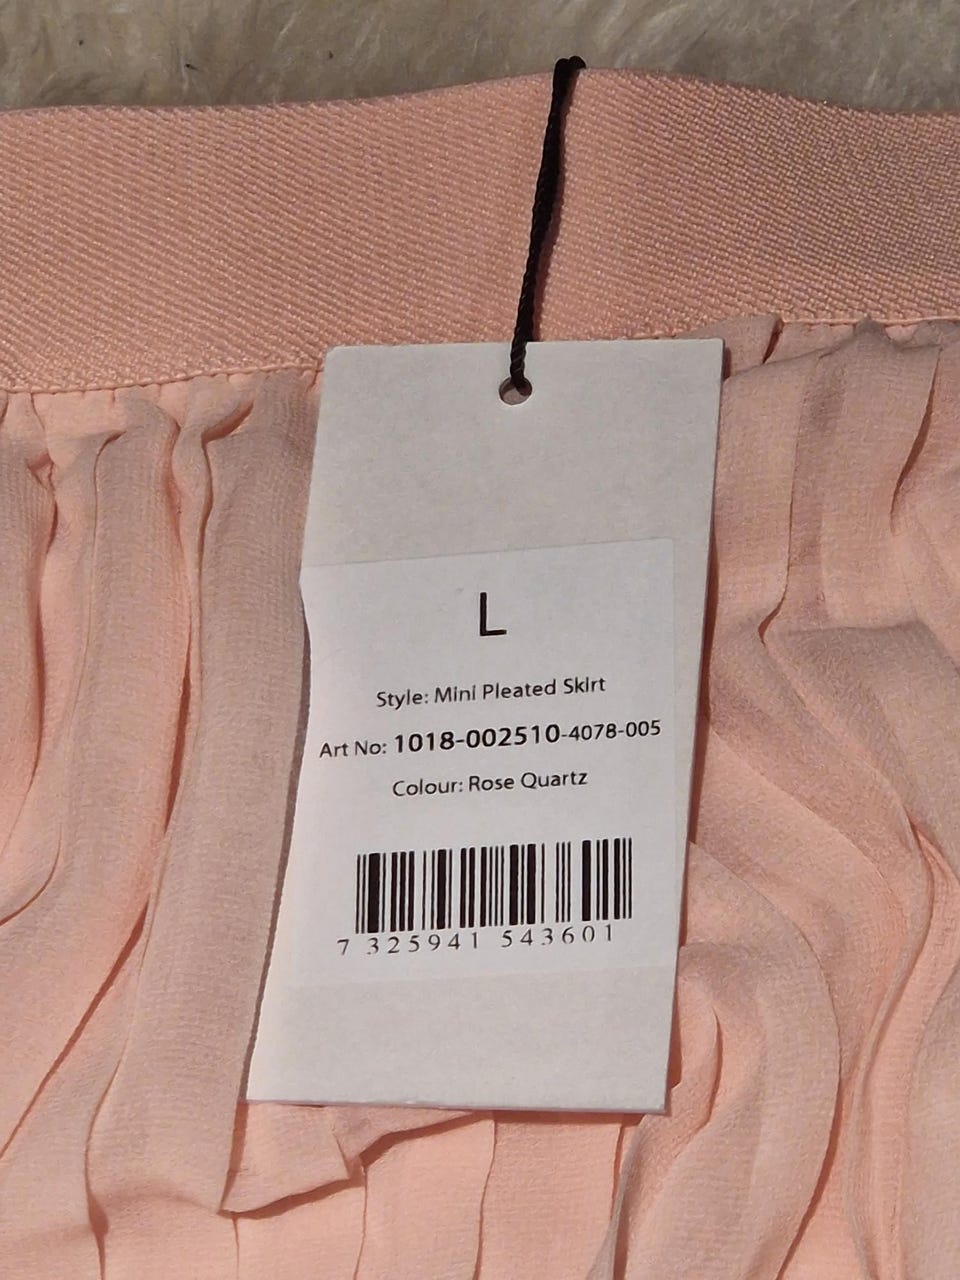 L
Style: Mini Pleated Skirt
Art No: 1018-002510-4078-005
Colour: Rose Quartz
7 325941 543601